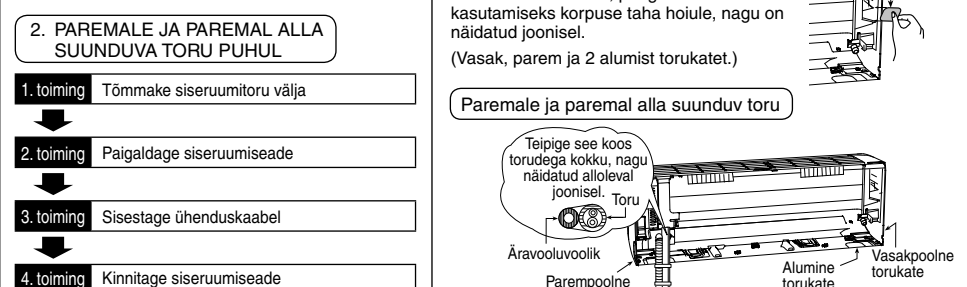 2. PAREMALE JA PAREMAL ALLA
SUUNDUVA TORU PUHUL
1. toiming Tõmmake siseruumitoru välja
2. toiming Paigaldage siseruumiseade
3. toiming Sisestage ühenduskaabel
4. toiming Kinnitage siseruumiseade
kasutamiseks korpuse taha hoiule, nagu on
näidatud joonisel.
(Vasak, parem ja 2 alumist torukatet.)
Paremale ja paremal alla suunduv toru
Teipige see koos
torudega kokku, nagu
näidatud alloleval
joonisel.
Toru
Äravooluvoolik
Parempoolne
Alumine
torukate
Vasakpoolne
torukate